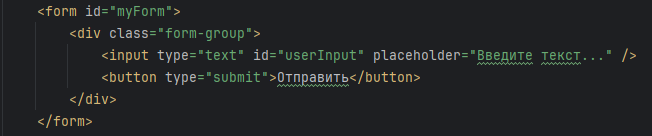 <form id="myForm">
<div class="form-group">
<input type="text" id="userInput" placeholder="Введите текст..." />
<button type="submit">Отправить</button>
</div>
</form>